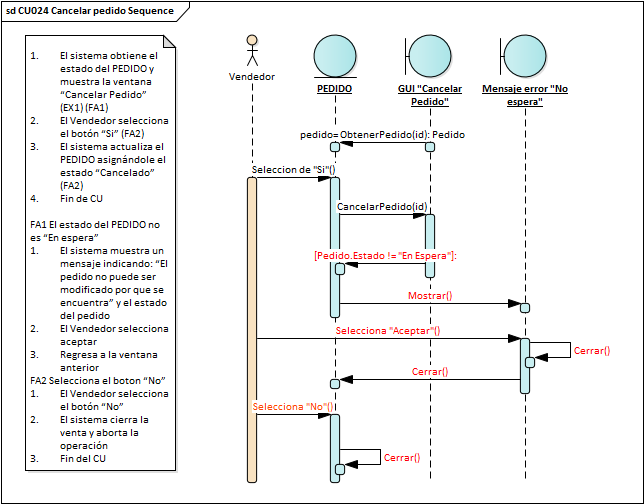 sd CU024 Cancelar pedido Sequence
1. El sistema obtiene el
estado del PEDIDO y
muestra la ventana
"Cancelar Pedido"
(EX1) (FA1)
2. El Vendedor selecciona
el botón "Si" (FA2)
3. El sistema actualiza el
PEDIDO asignándole el
estado "Cancelado"
(FA2)
4. Fin de CU
FA1 El estado del PEDIDO no
es "En espera"
1. El sistema muestra un
mensaje indicando: "El
pedido no puede ser
modificado por que se
encuentra" y el estado
del pedido
2. El Vendedor selecciona
aceptar
3. Regresa a la ventana
anterior
FA2 Selecciona el boton "No"
1. El Vendedor selecciona
el botón "No"
2. El sistema cierra la
venta y aborta la
operación
3. Fin del CU
Vendedor
PEDIDO
GUI "Cancelar
Pedido"
Mensaje error "No
espera"
pedido= ObtenerPedido(id): Pedido
Seleccion de "Si"()
CancelarPedido(id)
[Pedido.Estado != "En Espera"]:
Mostrar()
Selecciona "Aceptar"()
Cerrar()
Cerrar()
Selecciona "No"()
Cerrar()